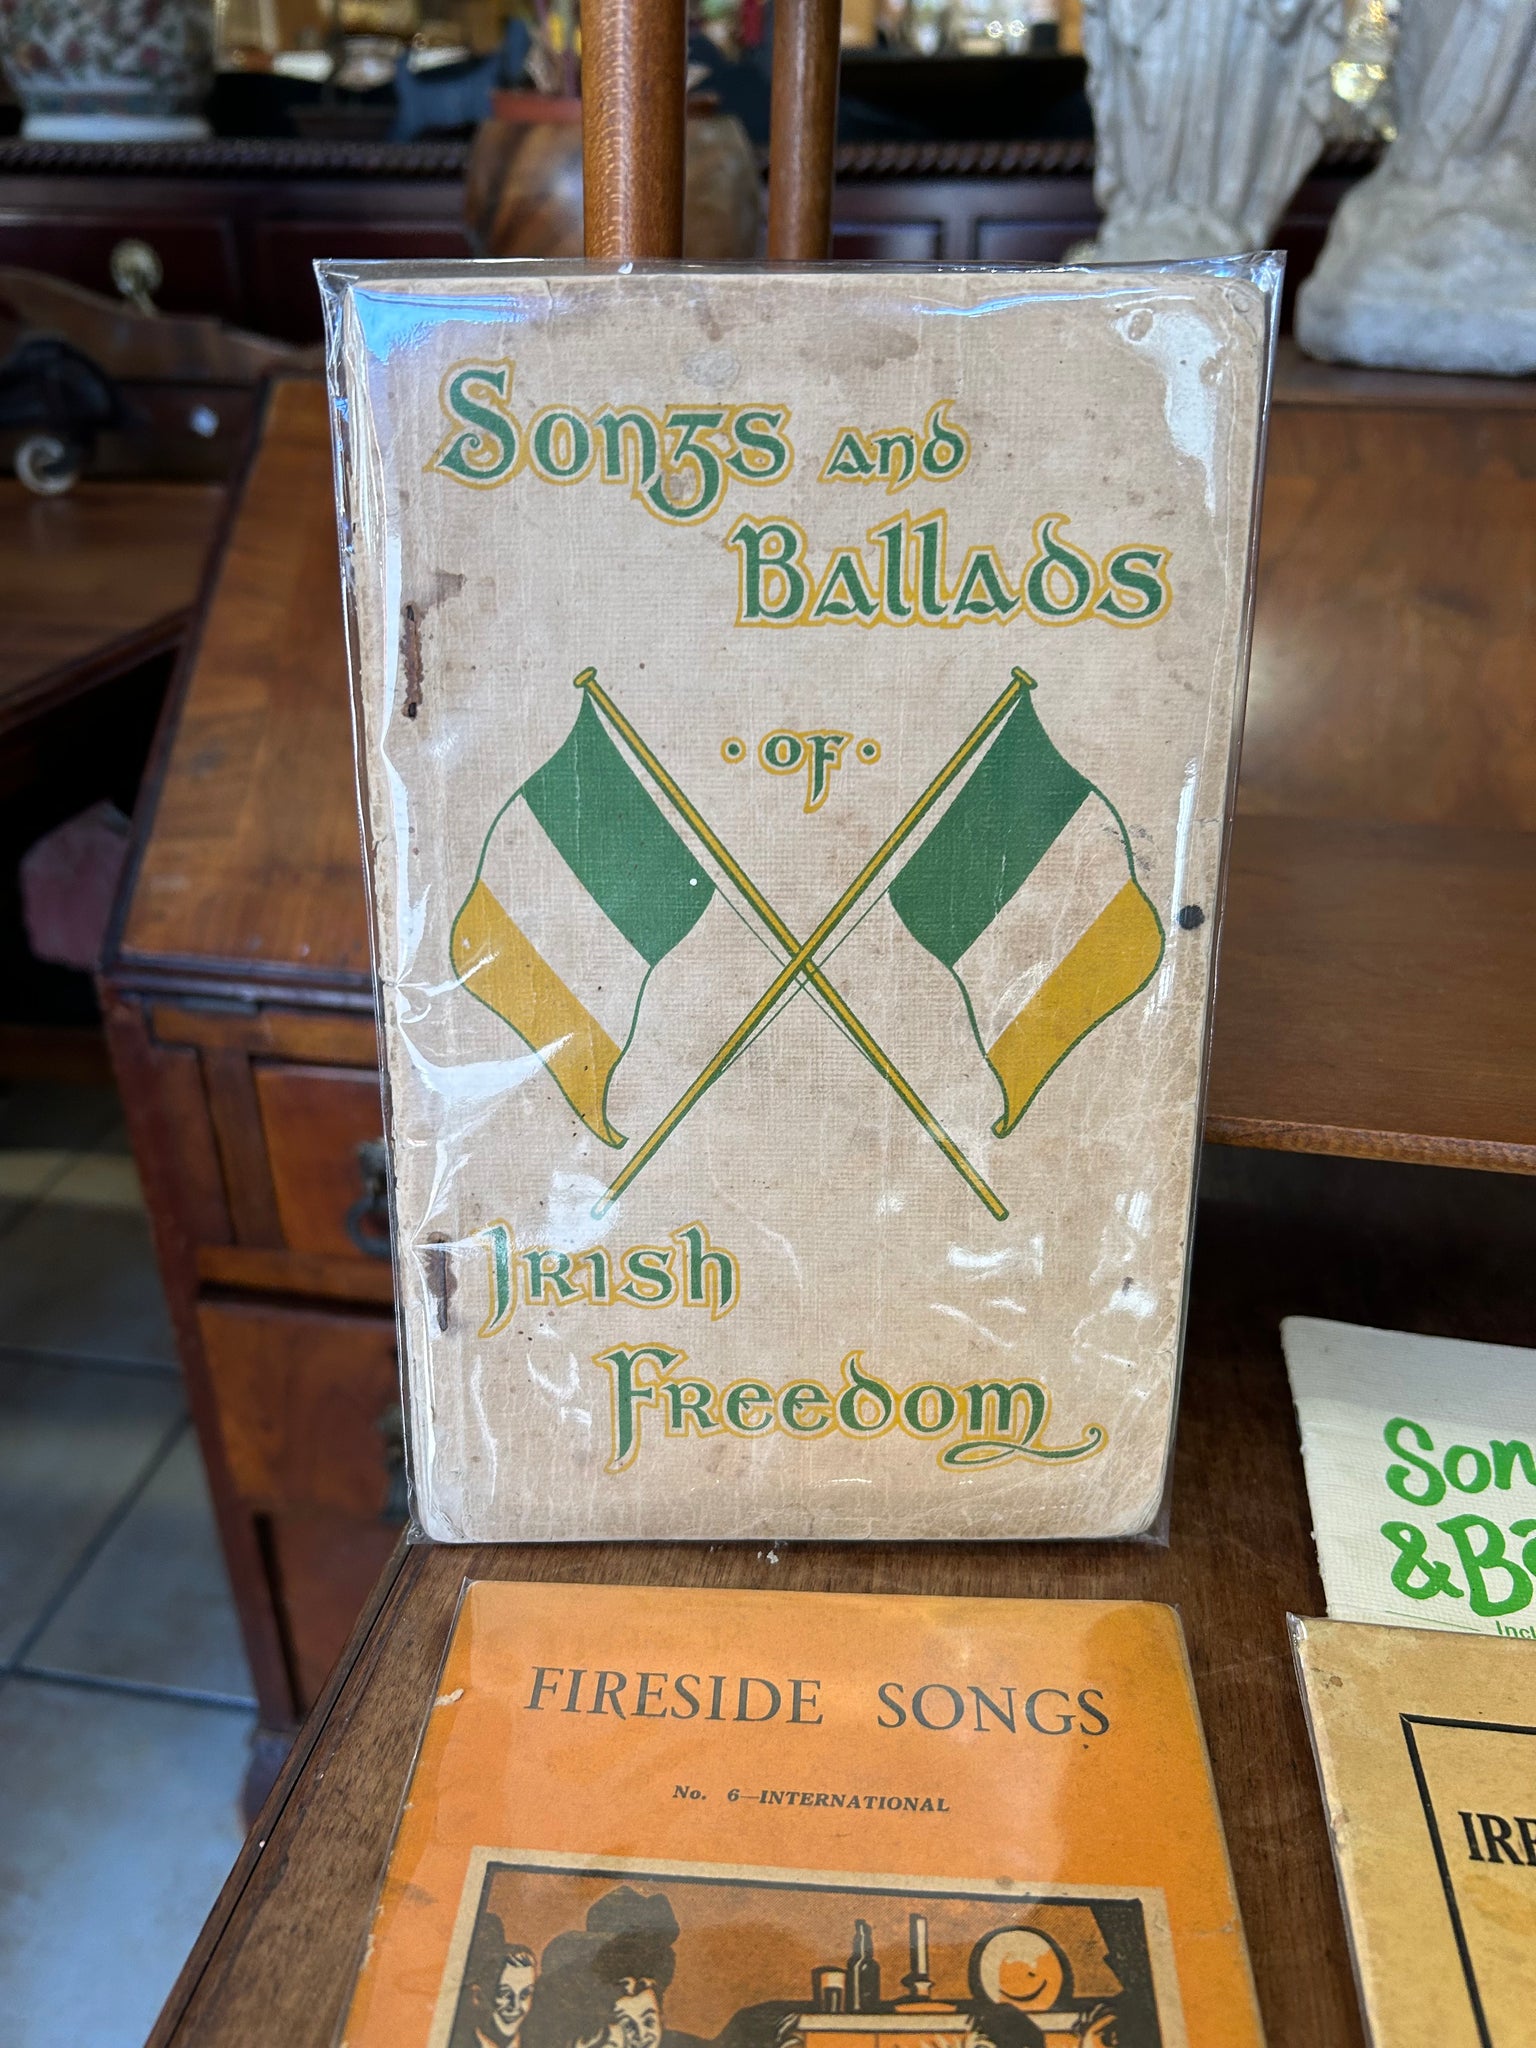 Songs and
Ballads
· of ·
Irish
Freedom
FIRESIDE SONGS
No. 6—INTERNATIONAL
&